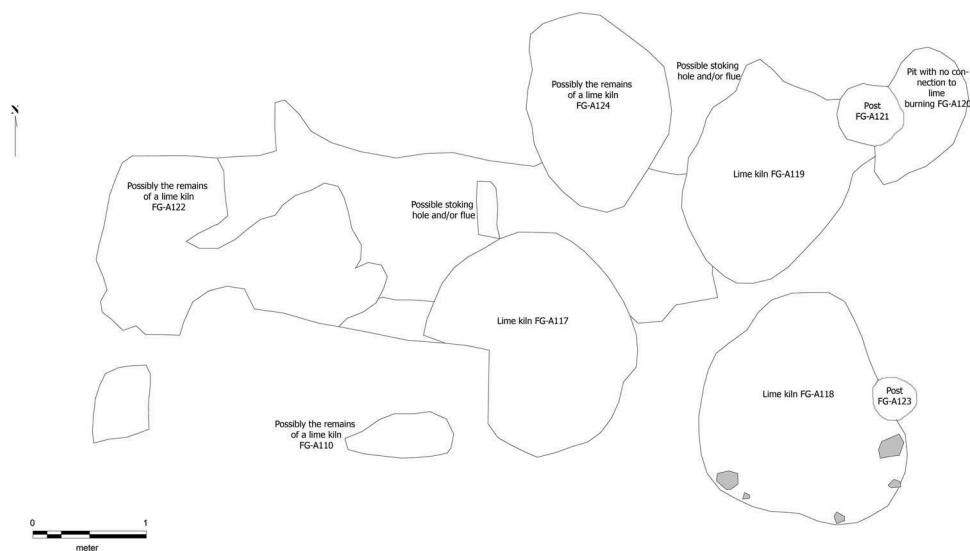 N
Possibly the remains
of a lime kiln
FG-A124
Possible stoking
hole and/or flue
Pit with no con-
nection to
lime
burning FG-A120
Post
FG-A121
Lime kiln FG-A119
Possibly the remains
of a lime kiln
FG-A122
Possible stoking
hole and/or flue
Lime kiln FG-A117
Lime kiln FG-A118
Post
FG-A123
Possibly the remains
of a lime kiln
FG-A110
0 1
meter